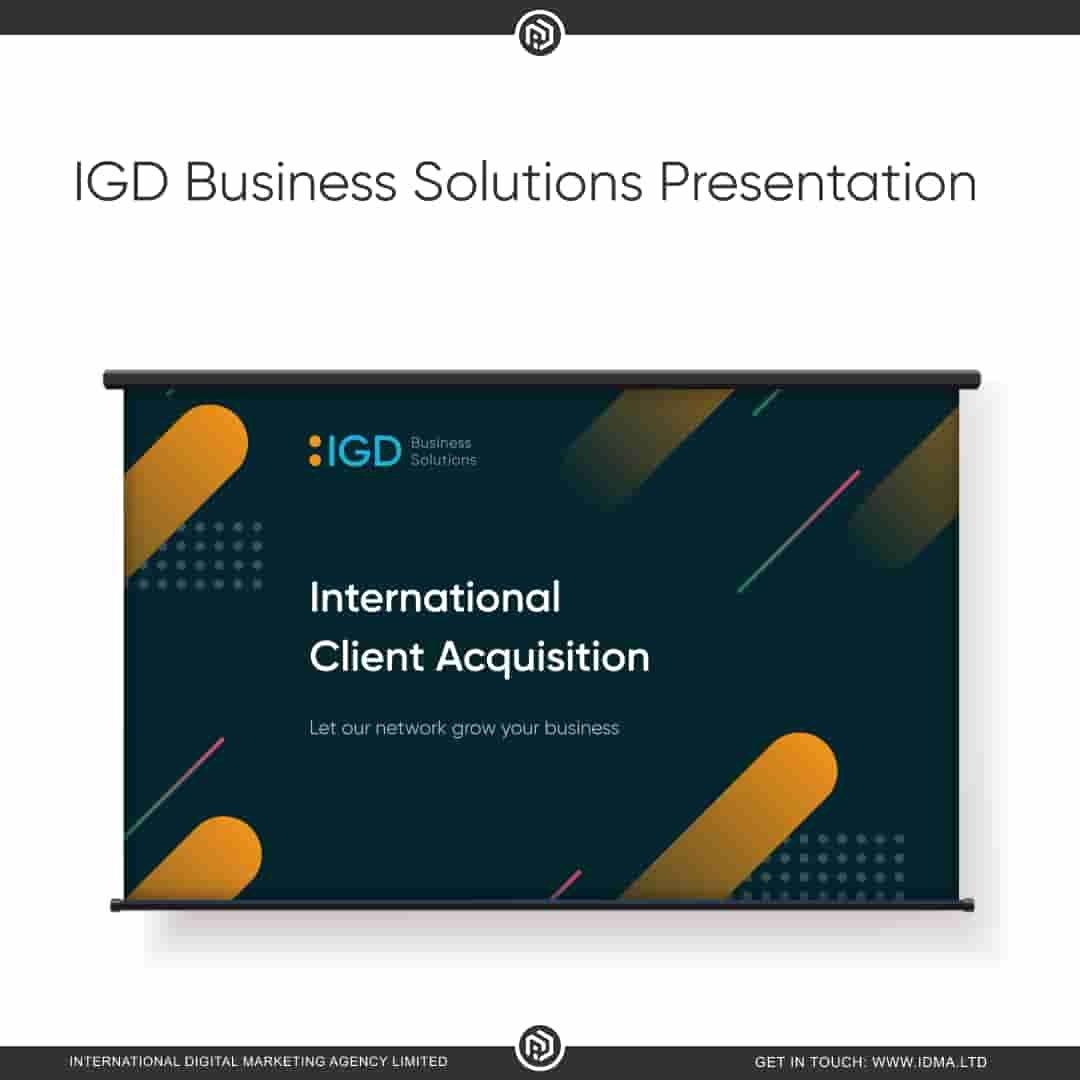 IGD Business Solutions Presentation
IGD Business
Solutions
International
Client Acquisition
Let our network grow your business
INTERNATIONAL DIGITAL MARKETING AGENCY LIMITED
GET IN TOUCH: WWW.IDMA.LTD